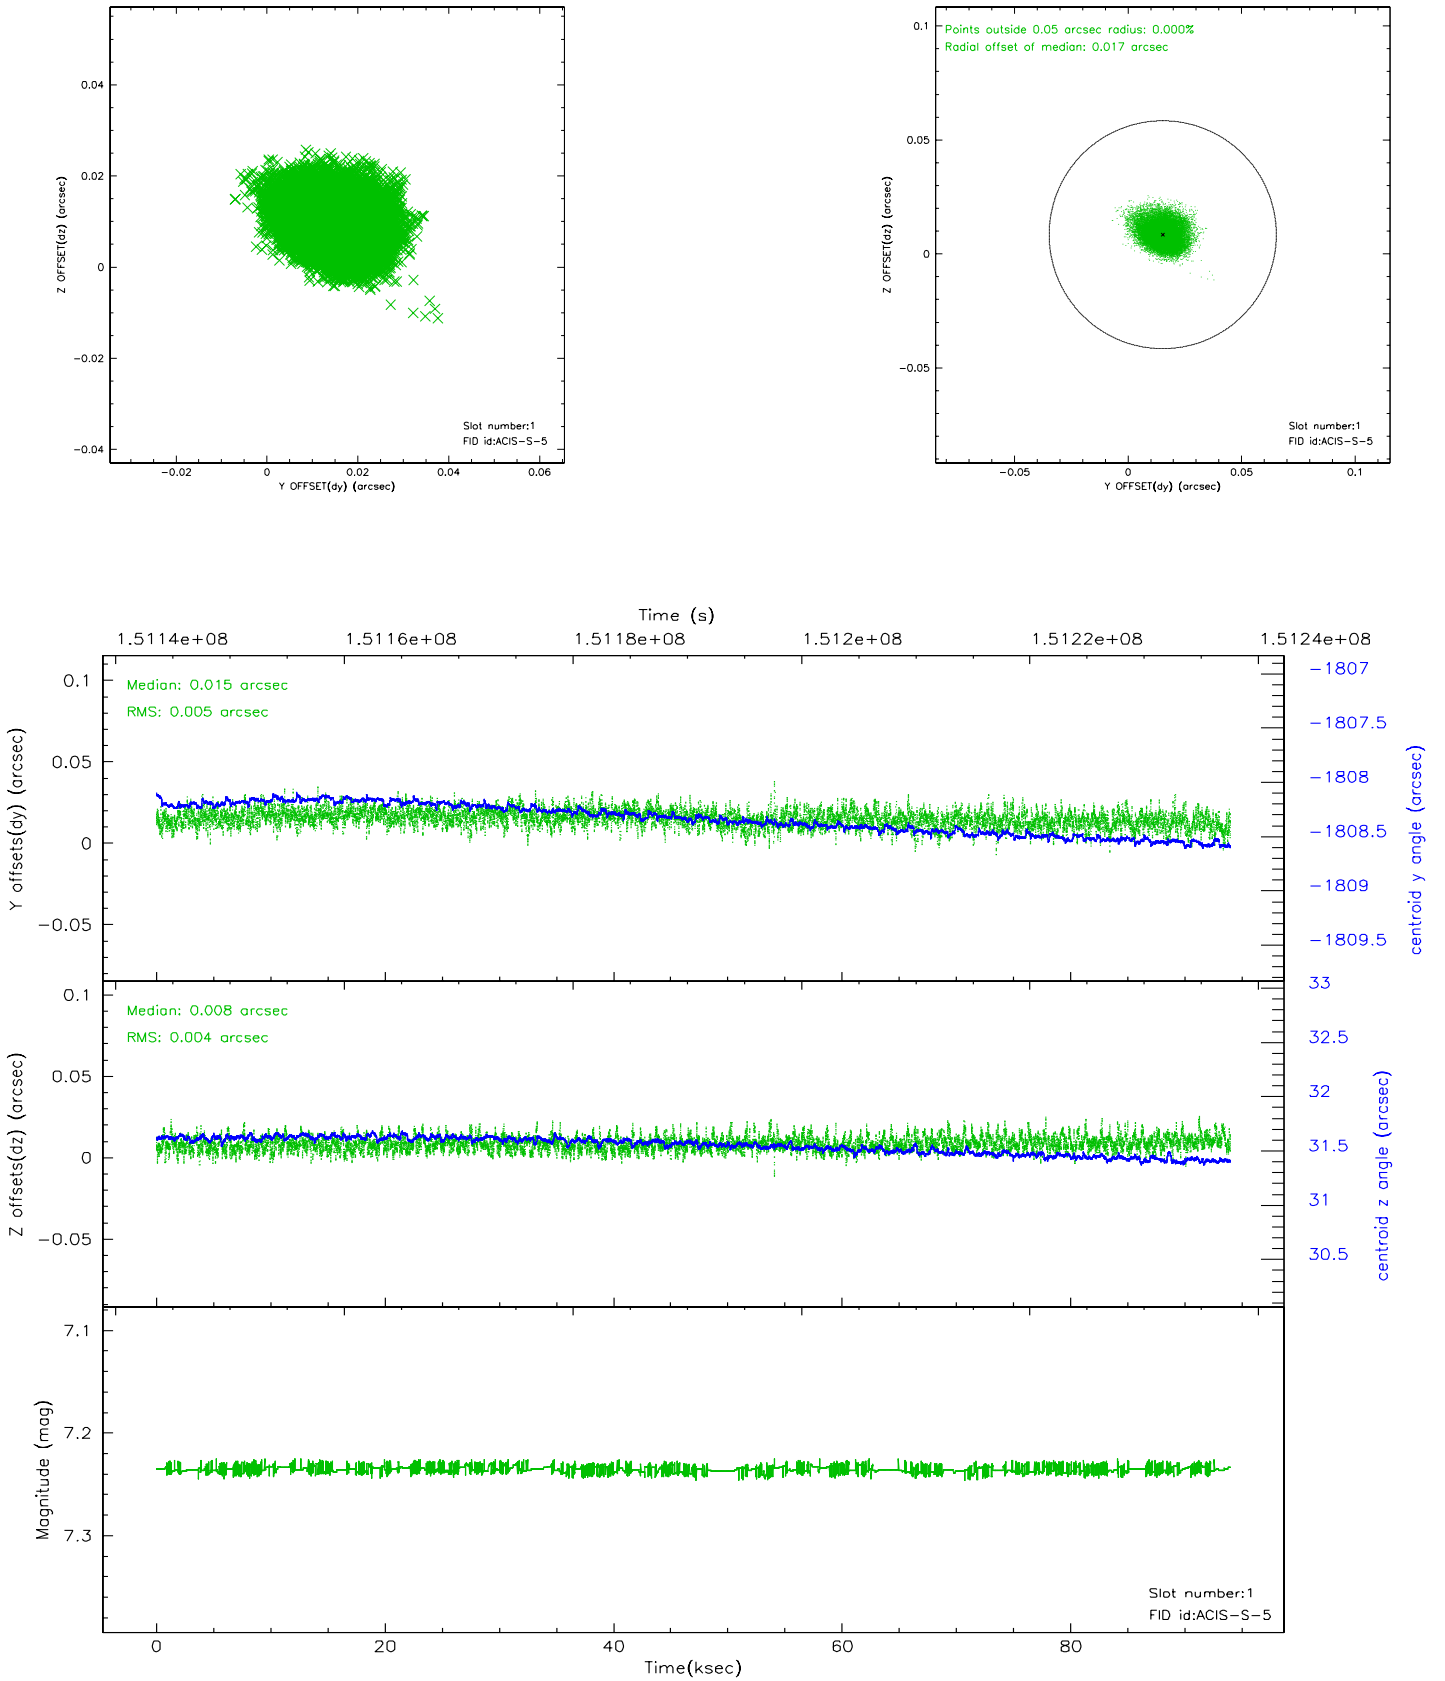 0.04
0.02
0
−0.02
−0.04
Z OFFSET(dz) (arcsec)
Slot number:1
FID id:ACIS−S−5
−0.02
0
0.02
0.04
0.06
Y OFFSET(dy) (arcsec)
Points outside 0.05 arcsec radius: 0.000%
Radial offset of median: 0.017 arcsec
0.1
0.05
0
−0.05
Z OFFSET(dz) (arcsec)
Slot number:1
FID id:ACIS−S−5
−0.05
0
0.05
0.1
Y OFFSET(dy) (arcsec)
Time (s)
1.5114e+08
1.5116e+08
1.5118e+08
1.512e+08
1.5122e+08
1.5124e+08
Median: 0.015 arcsec
RMS: 0.005 arcsec
0.1
0.05
0
−0.05
Y offsets(dy) (arcsec)
−1807
−1807.5
−1808
−1808.5
−1809
−1809.5
centroid y angle (arcsec)
Median: 0.008 arcsec
RMS: 0.004 arcsec
0.1
0.05
0
−0.05
Z offsets(dz) (arcsec)
33
32.5
32
31.5
31
30.5
centroid z angle (arcsec)
7.1
7.2
7.3
Magnitude (mag)
Slot number:1
FID id:ACIS−S−5
0
20
40
60
80
Time(ksec)